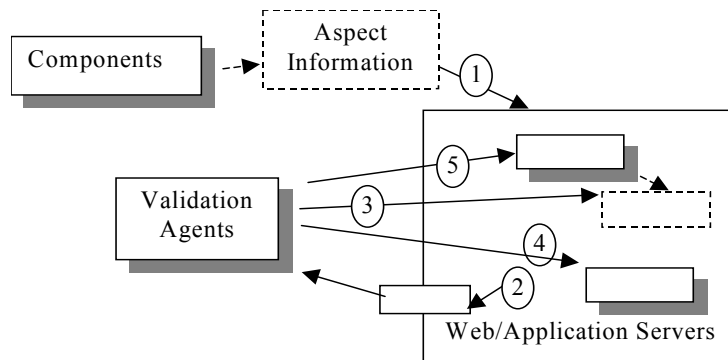 Components
Aspect
Information
1
5
Validation
Agents
3
4
2
Web/Application Servers